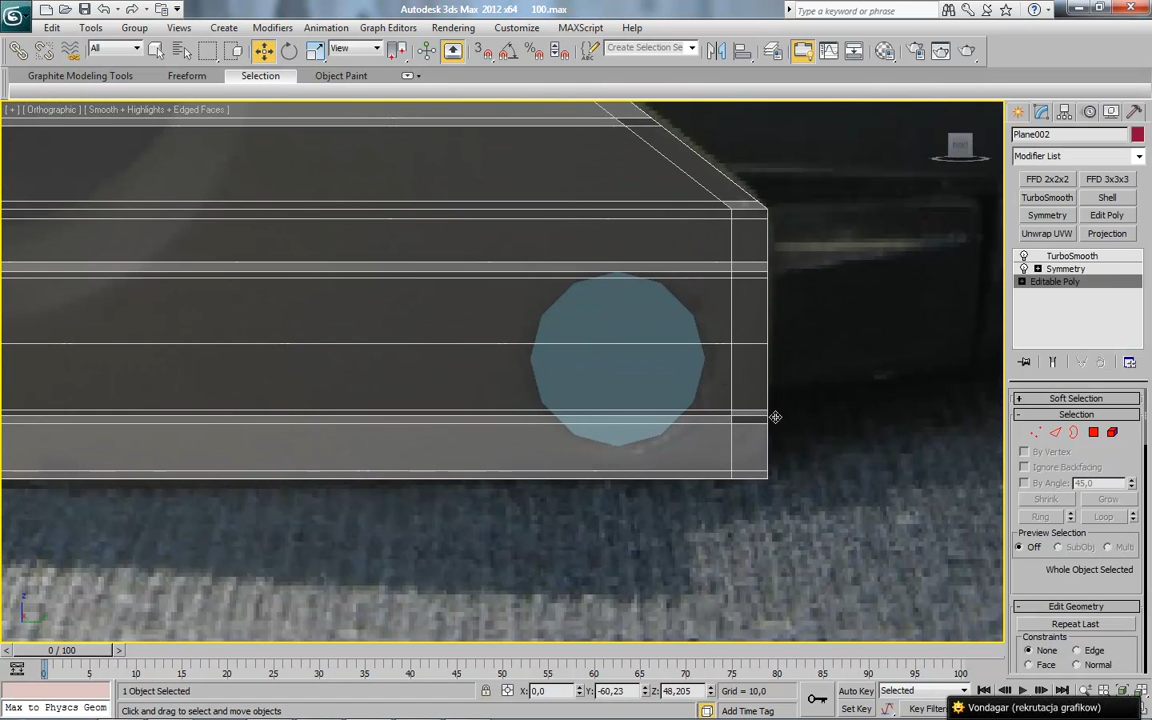 Autodesk 3ds Max 2012 x64 100.max
Type a keyword or phrase
Edit Tools Group Views Create Modifiers Animation Graph Editors Rendering Customize MAXScript Help
All View Create Selection Se
Graphite Modeling Tools Freeform Selection Object Paint
[ + ] [ Orthographic ] [ Smooth + Highlights + Edged Faces ]
Plane002
Modifier List
FFD 2x2x2 FFD 3x3x3
TurboSmooth Shell
Symmetry Edit Poly
Unwrap UVW Projection
TurboSmooth
Symmetry
Editable Poly
+ Soft Selection
- Selection
By Vertex
Ignore Backfacing
By Angle: 45,0
Shrink Grow
Ring Loop
Preview Selection
Off SubObj Multi
Whole Object Selected
- Edit Geometry
Repeat Last
Constraints
None Edge
Face Normal
< 0 / 100 >
0 5 10 15 20 25 30 35 40 45 50 55 60 65 70 75 80 85 90 95 100
1 Object Selected X: 0,0 Y: -60,23 Z: 48,205 Grid = 10,0 Auto Key Selected
Max to Physcs Geom Click and drag to select and move objects Add Time Tag Set Key Key Filters
Vondagar (rekrutacja grafikow)